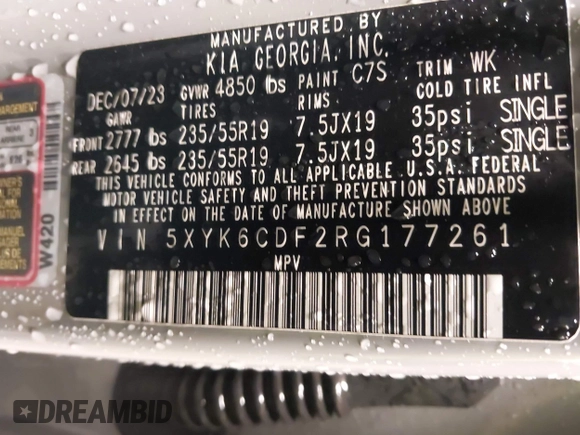 MANUFACTURED BY
KIA GEORGIA, INC.
DEC/07/23 GVWR 4850 lbs PAINT C7S TRIM WK
GAWR TIRES RIMS COLD TIRE INFL
FRONT 2777 lbs 235/55R19 7.5JX19 35psi SINGLE
REAR 2645 lbs 235/55R19 7.5JX19 35psi SINGLE
THIS VEHICLE CONFORMS TO ALL APPLICABLE U.S.A. FEDERAL
MOTOR VEHICLE SAFETY AND THEFT PREVENTION STANDARDS
IN EFFECT ON THE DATE OF MANUFACTURE SHOWN ABOVE
VIN 5XYK6CDF2RG177261
MPV
W420
DREAMBID